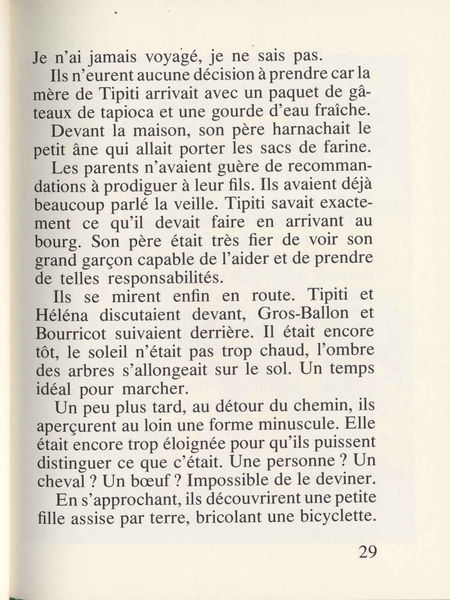 Je n'ai jamais voyagé, je ne sais pas.
Ils n'eurent aucune décision à prendre car la
mère de Tipiti arrivait avec un paquet de gâ-
teaux de tapioca et une gourde d'eau fraîche.
Devant la maison, son père harnachait le
petit âne qui allait porter les sacs de farine.
Les parents n'avaient guère de recomman-
dations à prodiguer à leur fils. Ils avaient déjà
beaucoup parlé la veille. Tipiti savait exacte-
ment ce qu'il devait faire en arrivant au
bourg. Son père était très fier de voir son
grand garçon capable de l'aider et de prendre
de telles responsabilités.
Ils se mirent enfin en route. Tipiti et
Héléna discutaient devant, Gros-Ballon et
Bourricot suivaient derrière. Il était encore
tôt, le soleil n'était pas trop chaud, l'ombre
des arbres s'allongeait sur le sol. Un temps
idéal pour marcher.
Un peu plus tard, au détour du chemin, ils
aperçurent au loin une forme minuscule. Elle
était encore trop éloignée pour qu'ils puissent
distinguer ce que c'était. Une personne ? Un
cheval ? Un bœuf ? Impossible de le deviner.
En s'approchant, ils découvrirent une petite
fille assise par terre, bricolant une bicyclette.
29